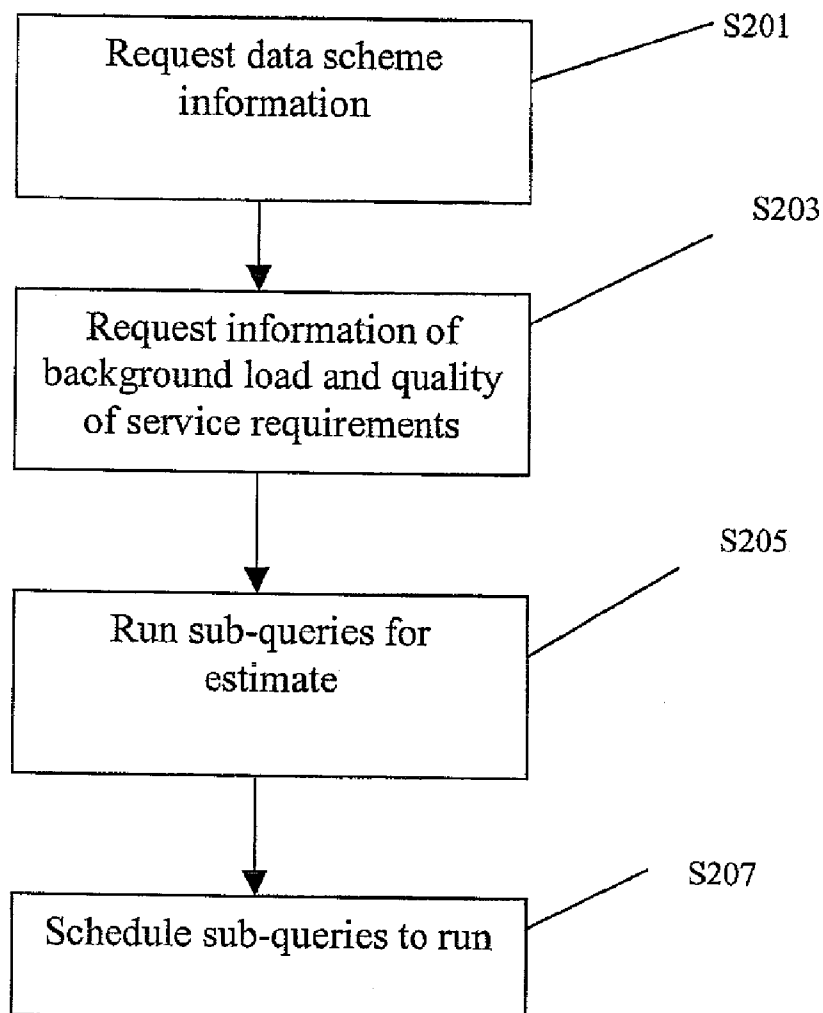 Request data scheme
information
S201
Request information of
background load and quality
of service requirements
S203
Run sub-queries for
estimate
S205
Schedule sub-queries to run
S207